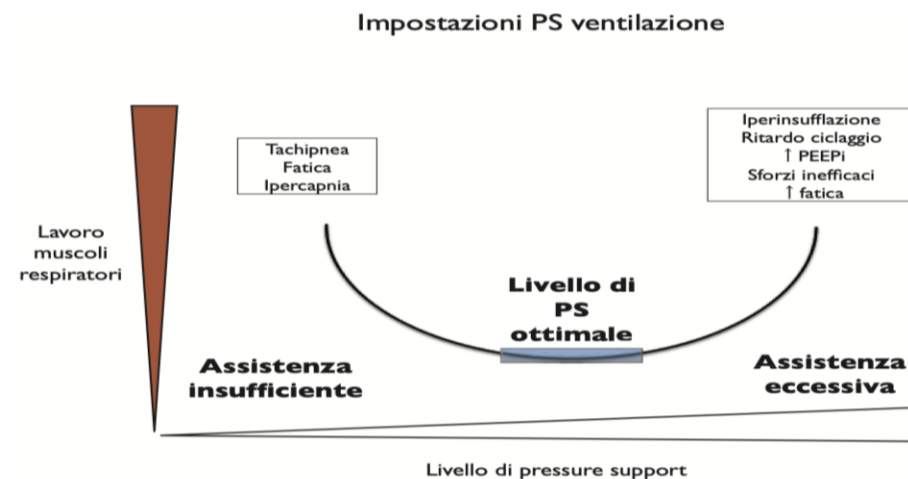 Impostazioni PS ventilazione
Tachipnea
Fatica
Ipercapnia
Iperinsufflazione
Ritardo ciclaggio
↑ PEEPi
Sforzi inefficaci
↑ fatica
Lavoro
muscoli
respiratori
Livello di
PS
ottimale
Assistenza
insufficiente
Assistenza
eccessiva
Livello di pressure support